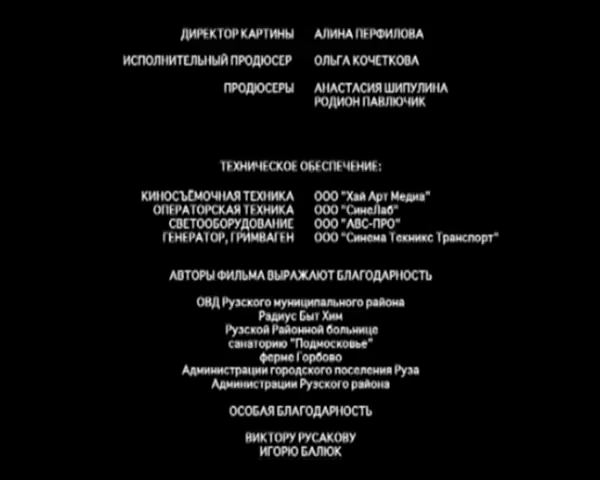 ДИРЕКТОР КАРТИНЫ АЛИНА ПЕРФИЛОВА
ИСПОЛНИТЕЛЬНЫЙ ПРОДЮСЕР ОЛЬГА КОЧЕТКОВА
ПРОДЮСЕРЫ АНАСТАСИЯ ШИПУЛИНА
РОДИОН ПАВЛЮЧИК
ТЕХНИЧЕСКОЕ ОБЕСПЕЧЕНИЕ:
КИНОСЪЁМОЧНАЯ ТЕХНИКА ООО "Хай Арт Медиа"
ОПЕРАТОРСКАЯ ТЕХНИКА ООО "СинеЛаб"
СВЕТООБОРУДОВАНИЕ ООО "АВС-ПРО"
ГЕНЕРАТОР, ГРИМВАГЕН ООО "Синема Текникс Транспорт"
АВТОРЫ ФИЛЬМА ВЫРАЖАЮТ БЛАГОДАРНОСТЬ
ОВД Рузского муниципального района
Радиус Быт Хим
Рузской Районной больнице
санаторию "Подмосковье"
ферме Горбово
Администрации городского поселения Руза
Администрации Рузского района
ОСОБАЯ БЛАГОДАРНОСТЬ
ВИКТОРУ РУСАКОВУ
ИГОРЮ БАЛЮК